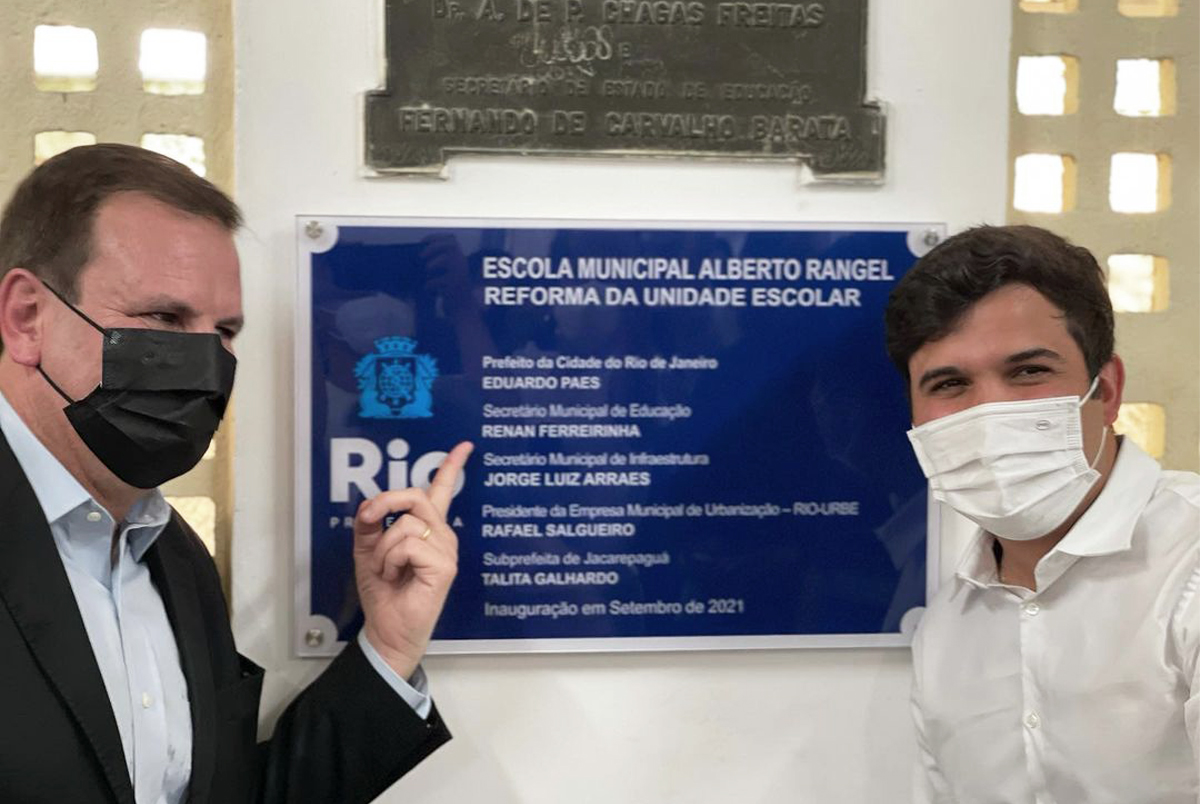 DR. A. DE P. CHAGAS FREITAS
E
SECRETÁRIO DE ESTADO DE EDUCAÇÃO
FERNANDO DE CARVALHO BARATA
ESCOLA MUNICIPAL ALBERTO RANGEL
REFORMA DA UNIDADE ESCOLAR
Prefeito da Cidade do Rio de Janeiro
EDUARDO PAES
Secretário Municipal de Educação
RENAN FERREIRINHA
Secretário Municipal de Infraestrutura
JORGE LUIZ ARRAES
Presidente da Empresa Municipal de Urbanização – RIO-URBE
RAFAEL SALGUEIRO
Subprefeita de Jacarepaguá
TALITA GALHARDO
Inauguração em Setembro de 2021
Rio